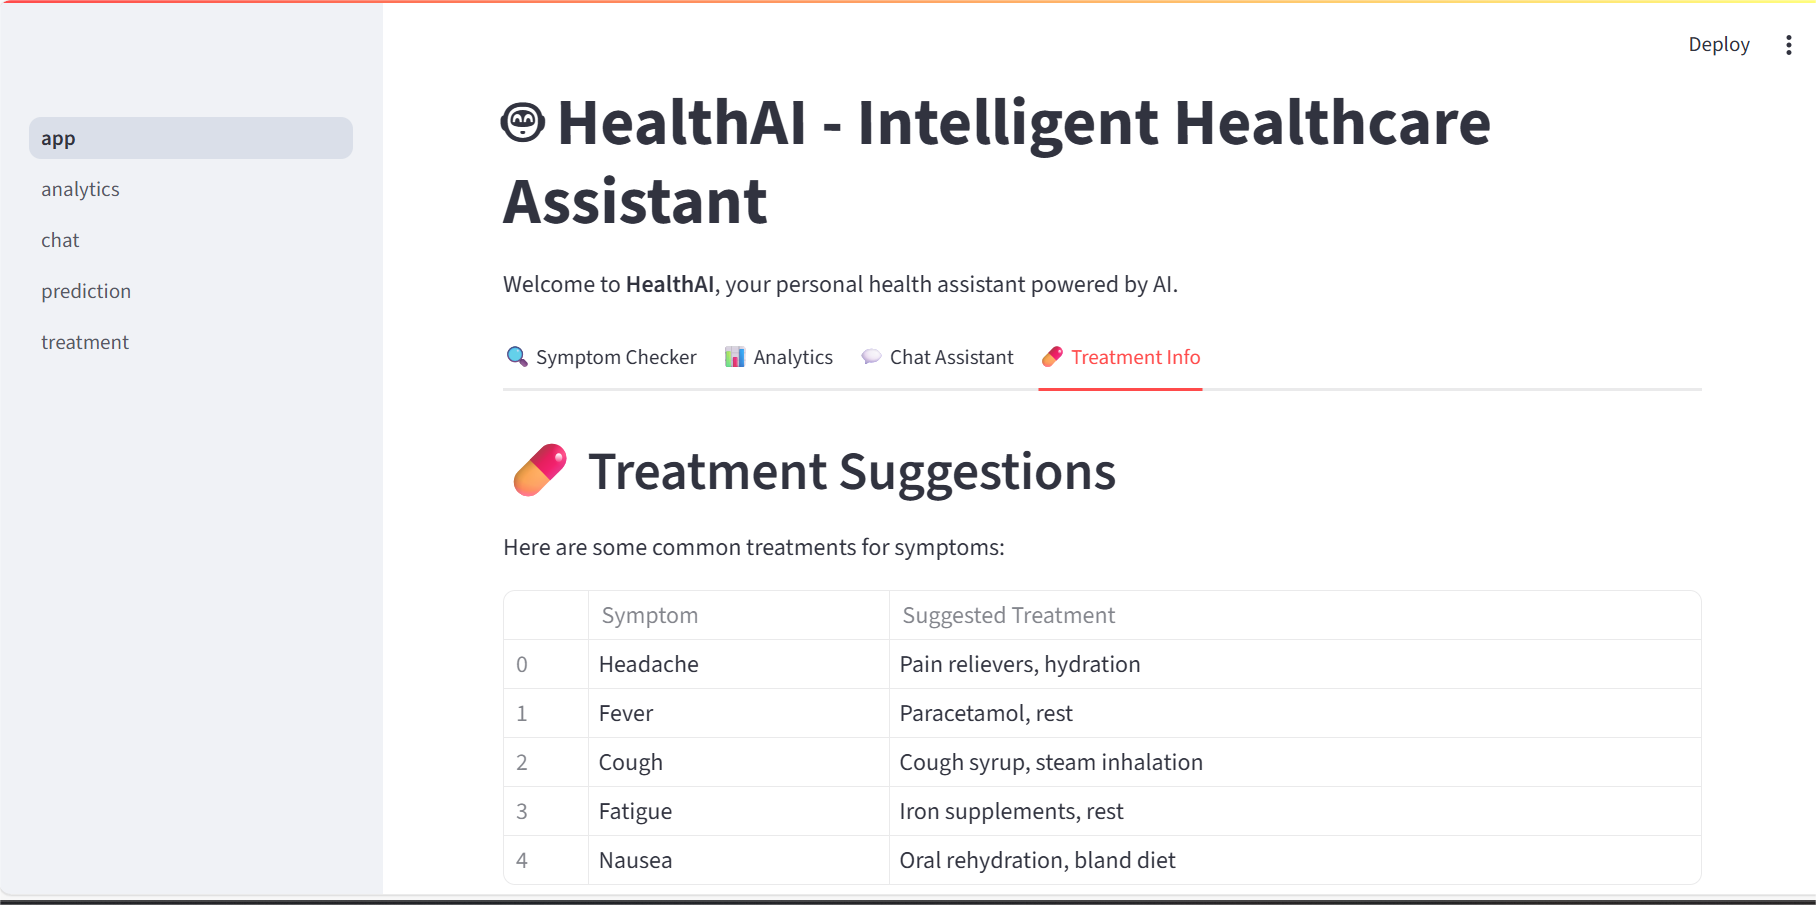 Deploy
app
analytics
chat
prediction
treatment
HealthAI - Intelligent Healthcare
Assistant
Welcome to HealthAI, your personal health assistant powered by AI.
Symptom Checker Analytics Chat Assistant Treatment Info
Treatment Suggestions
Here are some common treatments for symptoms:
Symptom Suggested Treatment
0 Headache Pain relievers, hydration
1 Fever Paracetamol, rest
2 Cough Cough syrup, steam inhalation
3 Fatigue Iron supplements, rest
4 Nausea Oral rehydration, bland diet